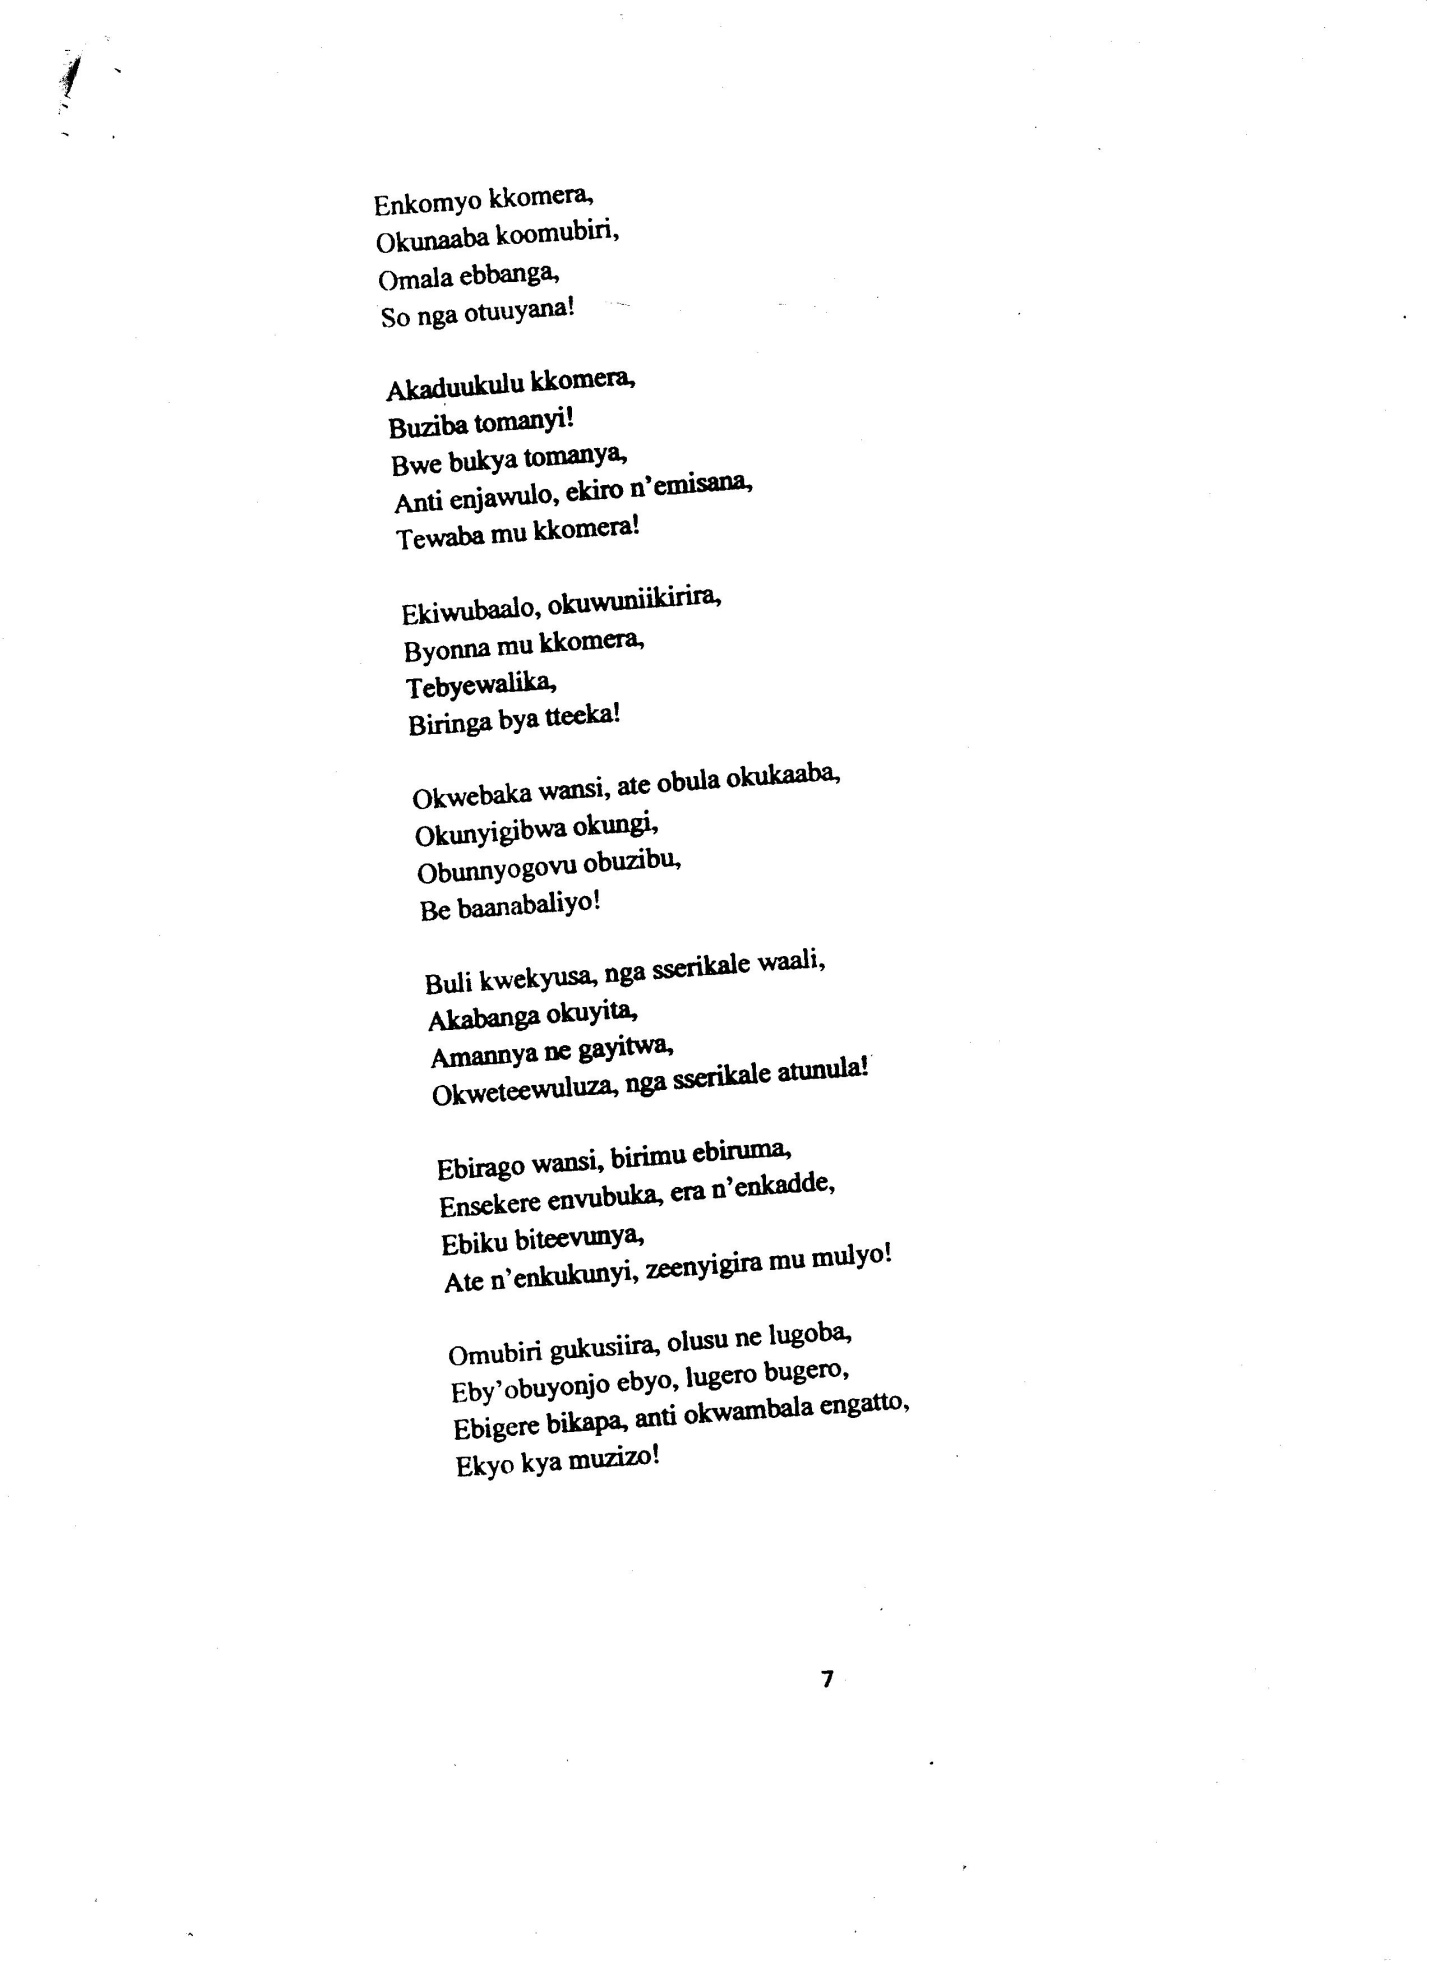 Enkomyo kkomera,
Okunaaba koomubiri,
Omala ebbanga,
So nga otuuyana!

Akaduukulu kkomera,
Buziba tomanyi!
Bwe bukya tomanya,
Anti enjawulo, ekiro n'emisana,
Tewaba mu kkomera!

Ekiwubaalo, okuwuniikirira,
Byonna mu kkomera,
Tebyewalika,
Biringa bya tteeka!

Okwebaka wansi, ate obula okukaaba,
Okunyigibwa okungi,
Obunnyogovu obuzibu,
Be baanabaliyo!

Buli kwekyusa, nga sserikale waali,
Akabanga okuyita,
Amannya ne gayitwa,
Okweteewuluza, nga sserikale atunula!

Ebirago wansi, birimu ebiruma,
Ensekere envubuka, era n'enkadde,
Ebiku biteevunya,
Ate n'enkukunyi, zeenyigira mu mulyo!

Omubiri gukusiira, olusu ne lugoba,
Eby'obuyonjo ebyo, lugero bugero,
Ebigere bikapa, anti okwambala engatto,
Ekyo kya muzizo!

7